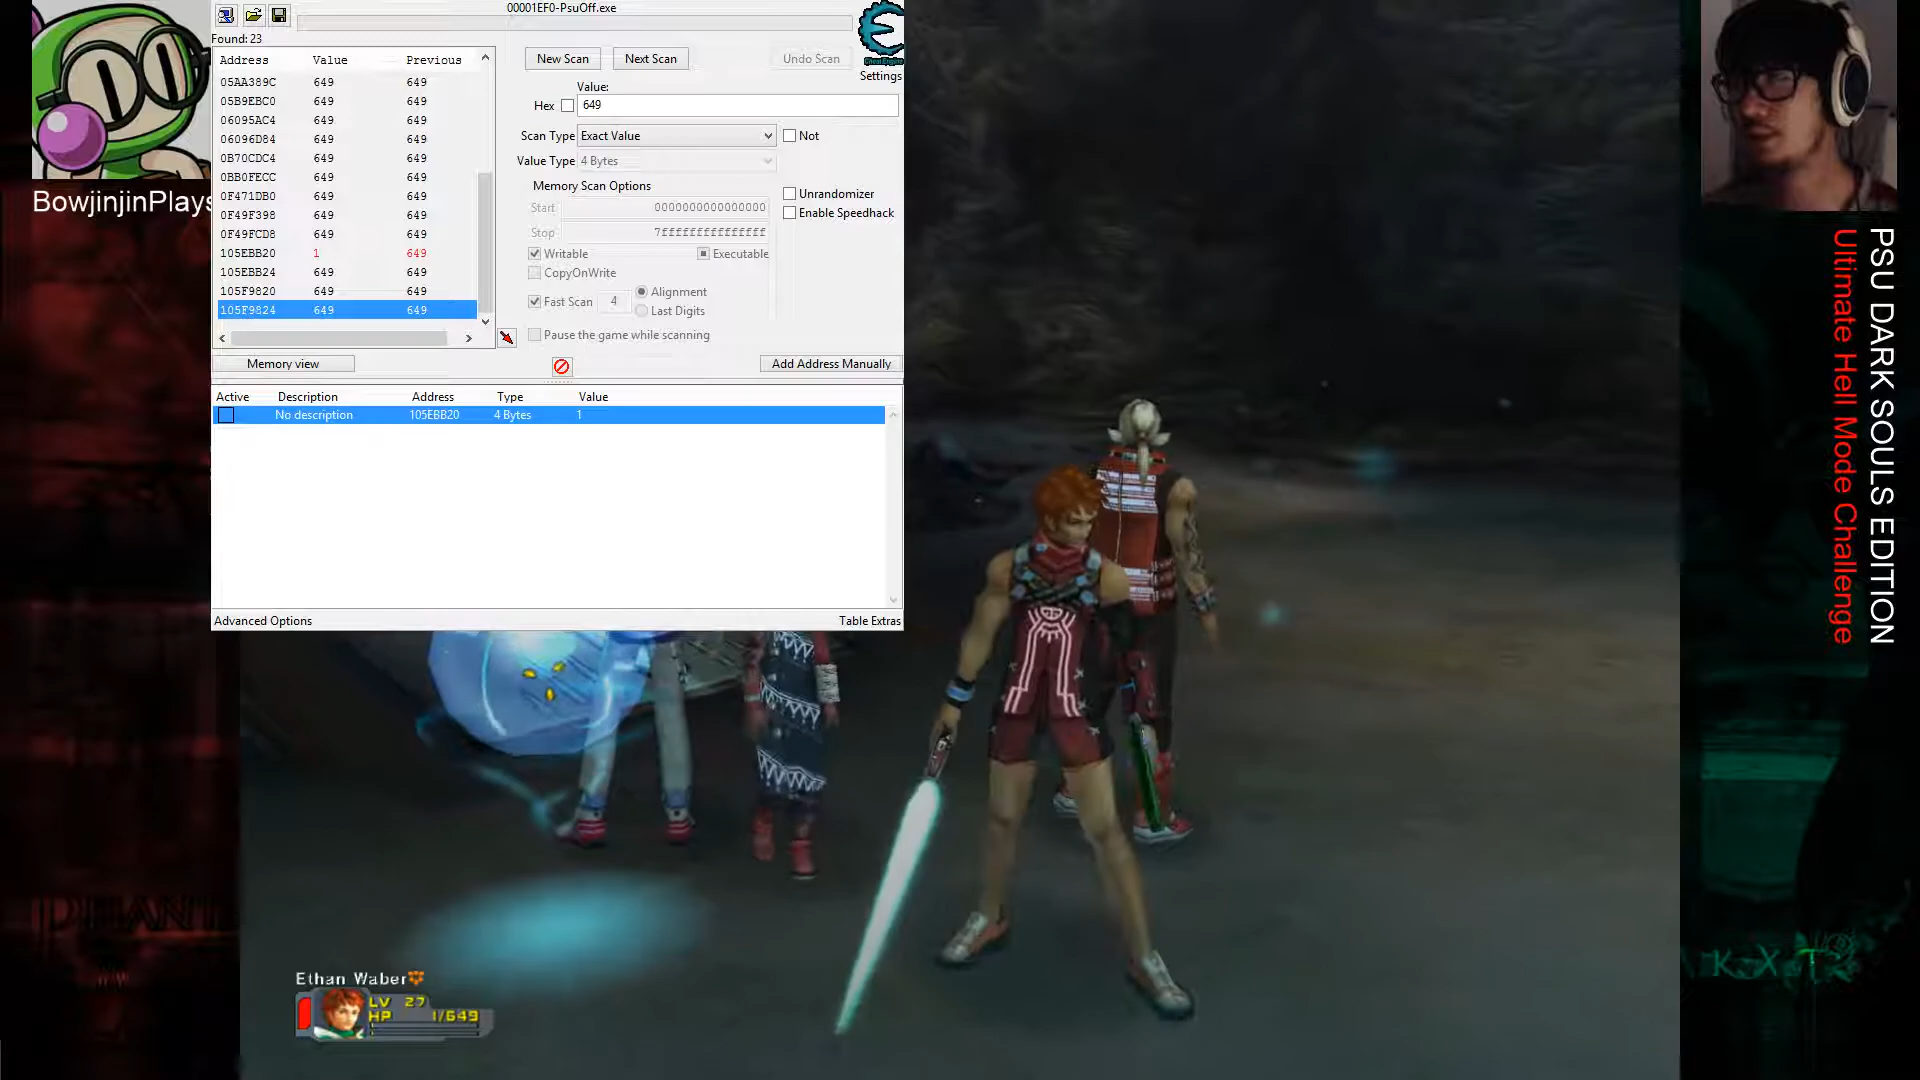 00001EF0-PsuOff.exe
Found: 23
Address Value Previous
05AA389C 649 649
05B9EBC0 649 649
06095AC4 649 649
06096D84 649 649
0B70CDC4 649 649
0BB0FECC 649 649
0F471DB0 649 649
0F49F398 649 649
0F49FCD8 649 649
105EBB20 1 649
105EBB24 649 649
105F9820 649 649
105F9824 649 649
New Scan Next Scan Undo Scan
Settings
Value:
Hex 649
Scan Type Exact Value Not
Value Type 4 Bytes
Memory Scan Options
Unrandomizer
Start 0000000000000000
Enable Speedhack
Stop 7fffffffffffffff
Writable Executable
CopyOnWrite
Fast Scan 4 Alignment
Last Digits
Pause the game while scanning
Memory view Add Address Manually
Active Description Address Type Value
No description 105EBB20 4 Bytes 1
Advanced Options Table Extras
BowjinjinPlays
PSU DARK SOULS EDITION
Ultimate Hell Mode Challenge
Ethan Waber
LV 27
HP 1/649